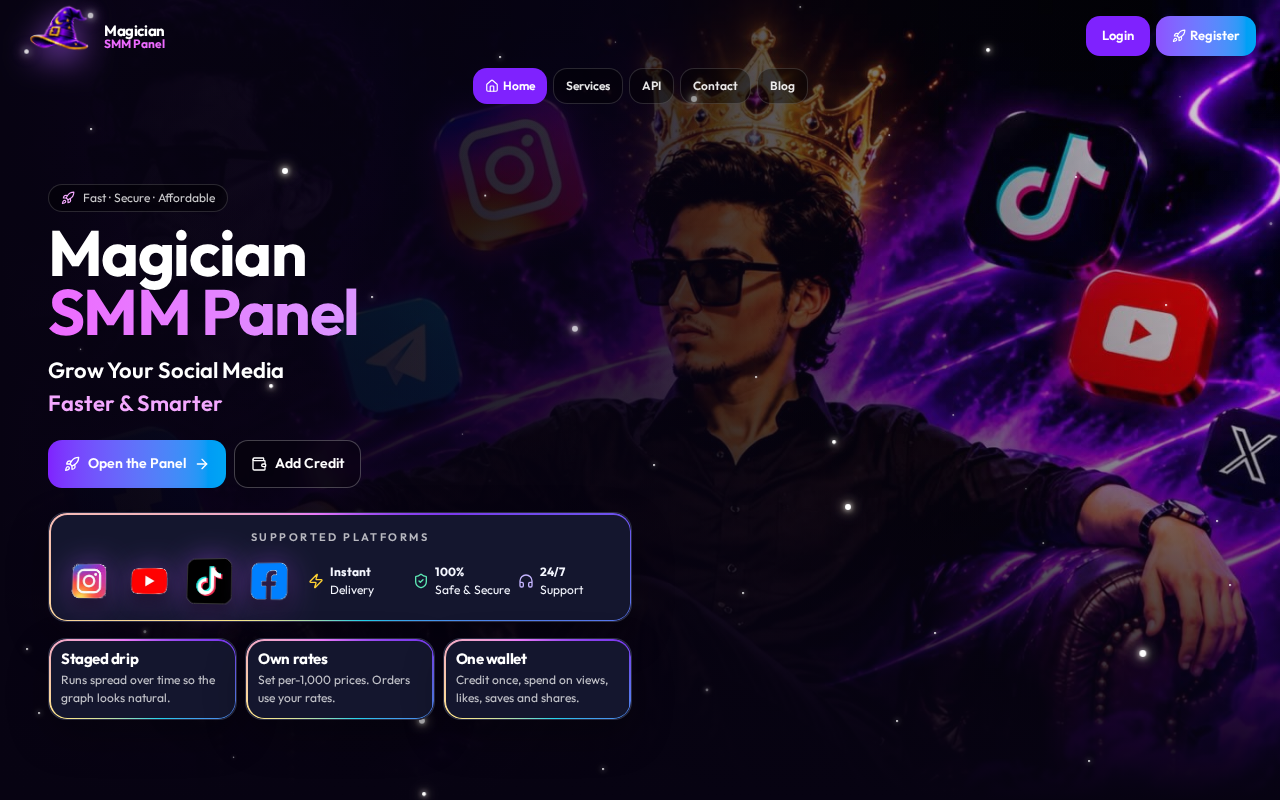 Magician
SMM Panel
Login
Register
Home
Services
API
Contact
Blog
Fast · Secure · Affordable
Magician
SMM Panel
Grow Your Social Media
Faster & Smarter
Open the Panel
Add Credit
SUPPORTED PLATFORMS
Instant
Delivery
100%
Safe & Secure
24/7
Support
Staged drip
Runs spread over time so the
graph looks natural.
Own rates
Set per-1,000 prices. Orders
use your rates.
One wallet
Credit once, spend on views,
likes, saves and shares.